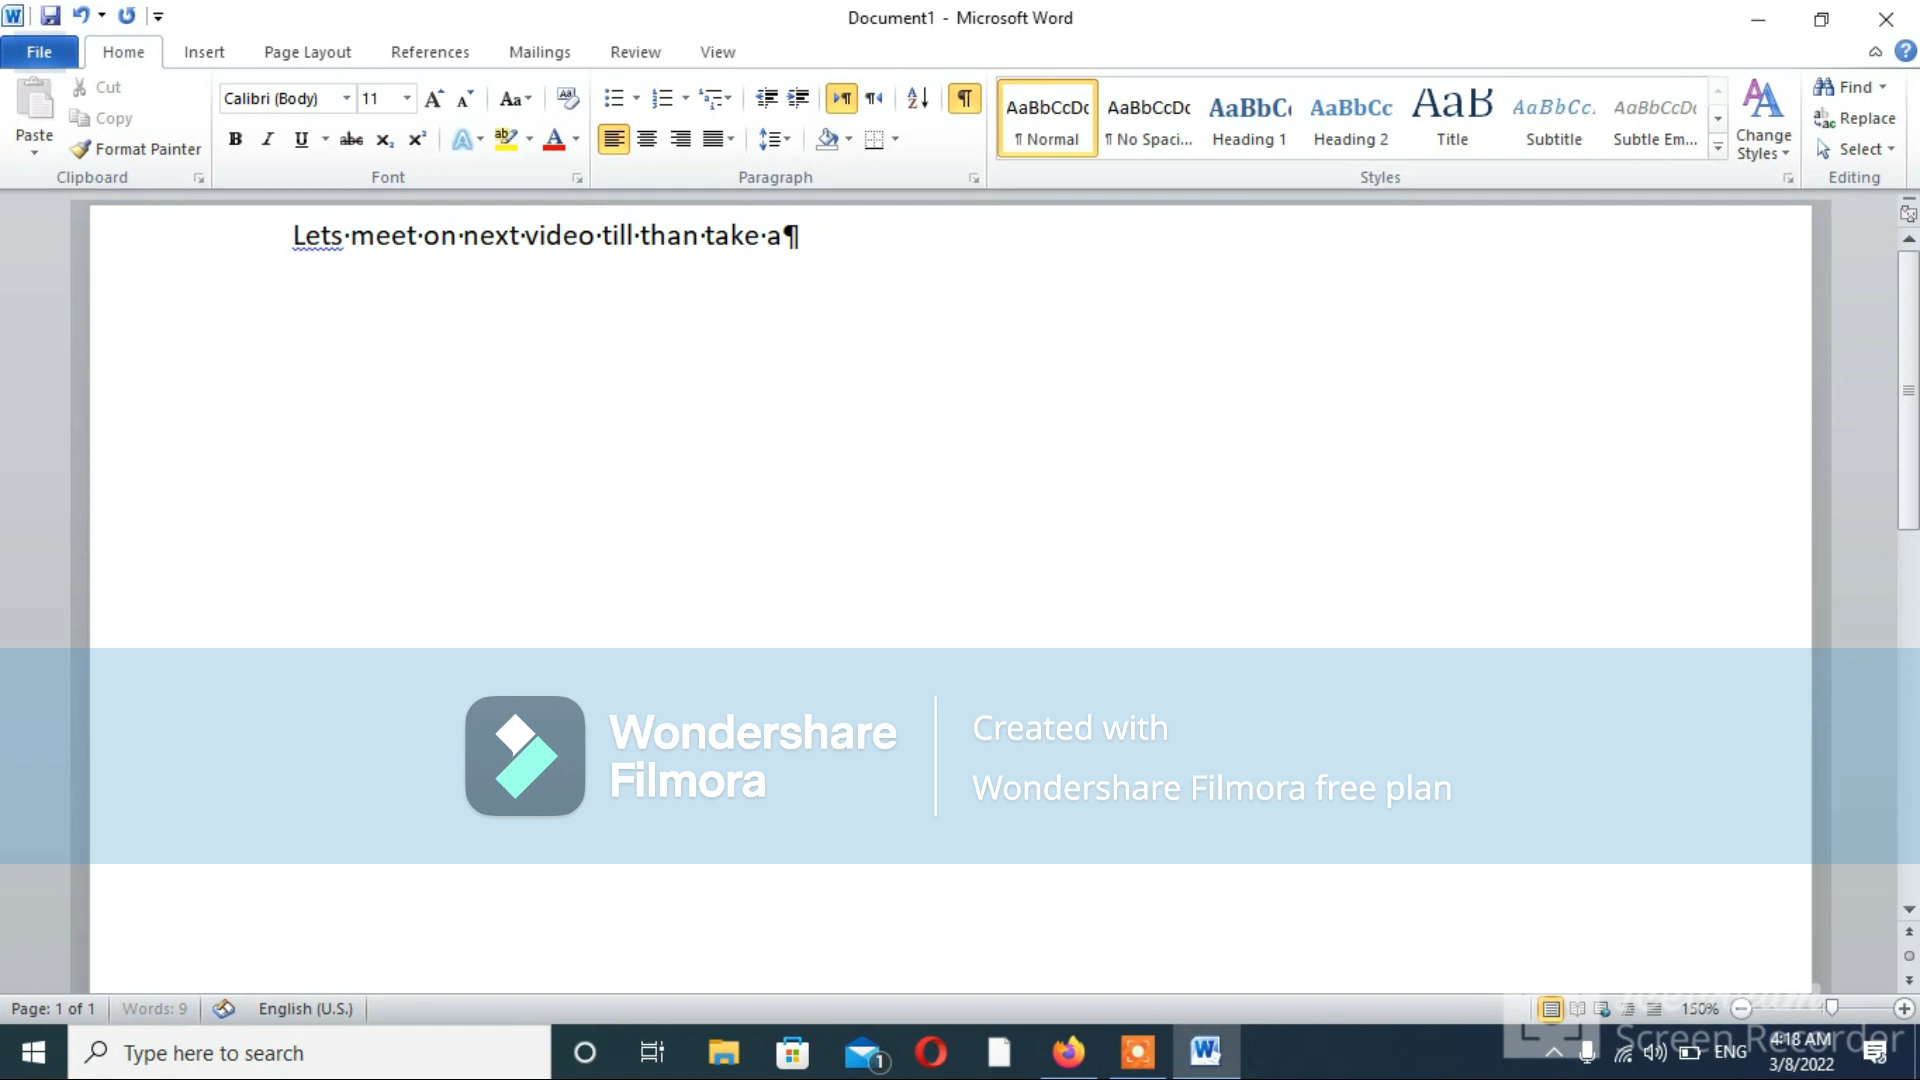 Document1 - Microsoft Word
File Home Insert Page Layout References Mailings Review View
Paste
Cut
Copy
Format Painter
Clipboard
Calibri (Body) 11
Font
Paragraph
AaBbCcDc AaBbCcDc AaBbC AaBbCc AaB AaBbCc. AaBbCcDc
¶ Normal ¶ No Spaci... Heading 1 Heading 2 Title Subtitle Subtle Em...
Change
Styles
Styles
Find
Replace
Select
Editing
Lets·meet·on·next·video·till·than·take·a¶
Wondershare
Filmora
Created with
Wondershare Filmora free plan
Page: 1 of 1 Words: 9 English (U.S.) 150%
Screen Recorder
Type here to search
1
ENG
4:18 AM
3/8/2022